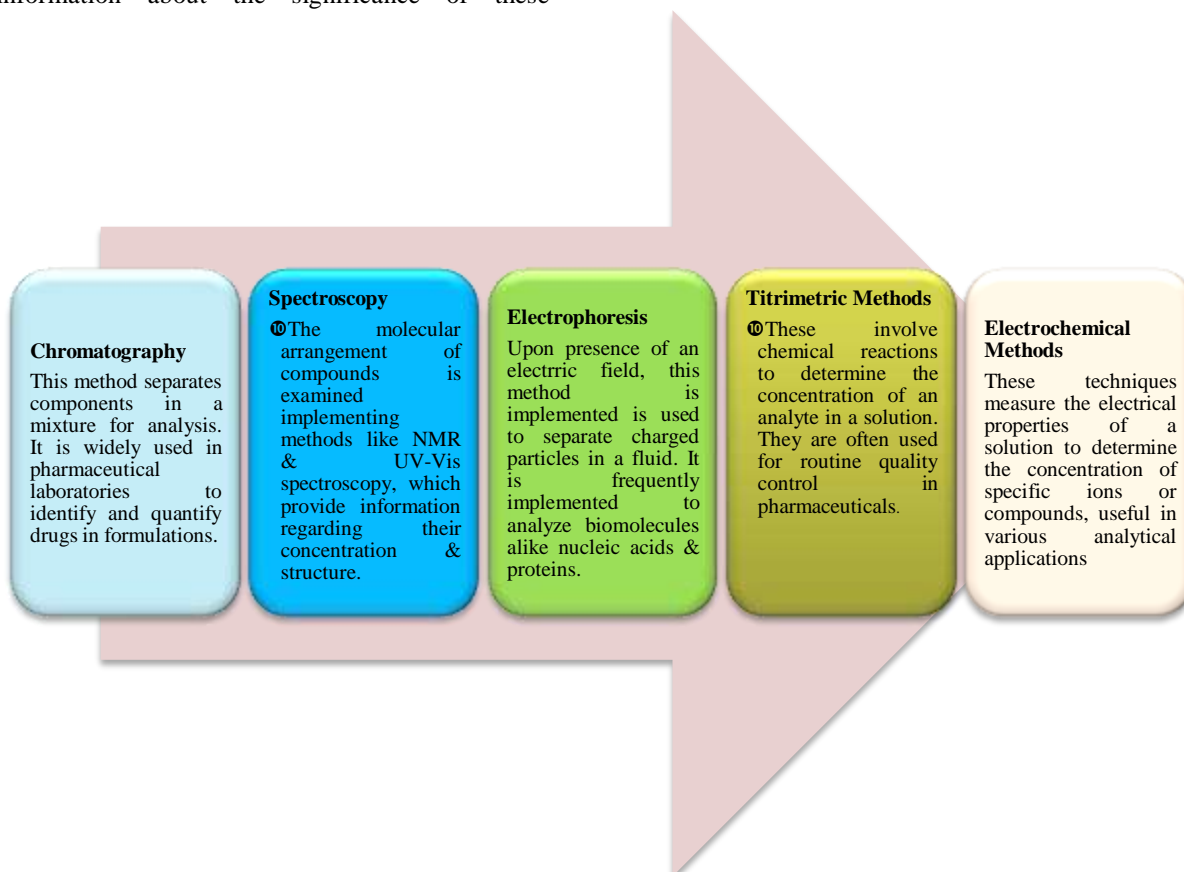 information about the significance of these
Chromatography
This method separates
components in a
mixture for analysis.
It is widely used in
pharmaceutical
laboratories to
identify and quantify
drugs in formulations.
Spectroscopy
❿The molecular
arrangement of
compounds is
examined
implementing
methods like NMR
& UV-Vis
spectroscopy, which
provide information
regarding their
concentration &
structure.
Electrophoresis
Upon presence of an
electrric field, this
method is
implemented is used
to separate charged
particles in a fluid. It
is frequently
implemented to
analyze biomolecules
alike nucleic acids &
proteins.
Titrimetric Methods
❿These involve
chemical reactions
to determine the
concentration of an
analyte in a solution.
They are often used
for routine quality
control in
pharmaceuticals.
Electrochemical
Methods
These techniques
measure the electrical
properties of a
solution to determine
the concentration of
specific ions or
compounds, useful in
various analytical
applications